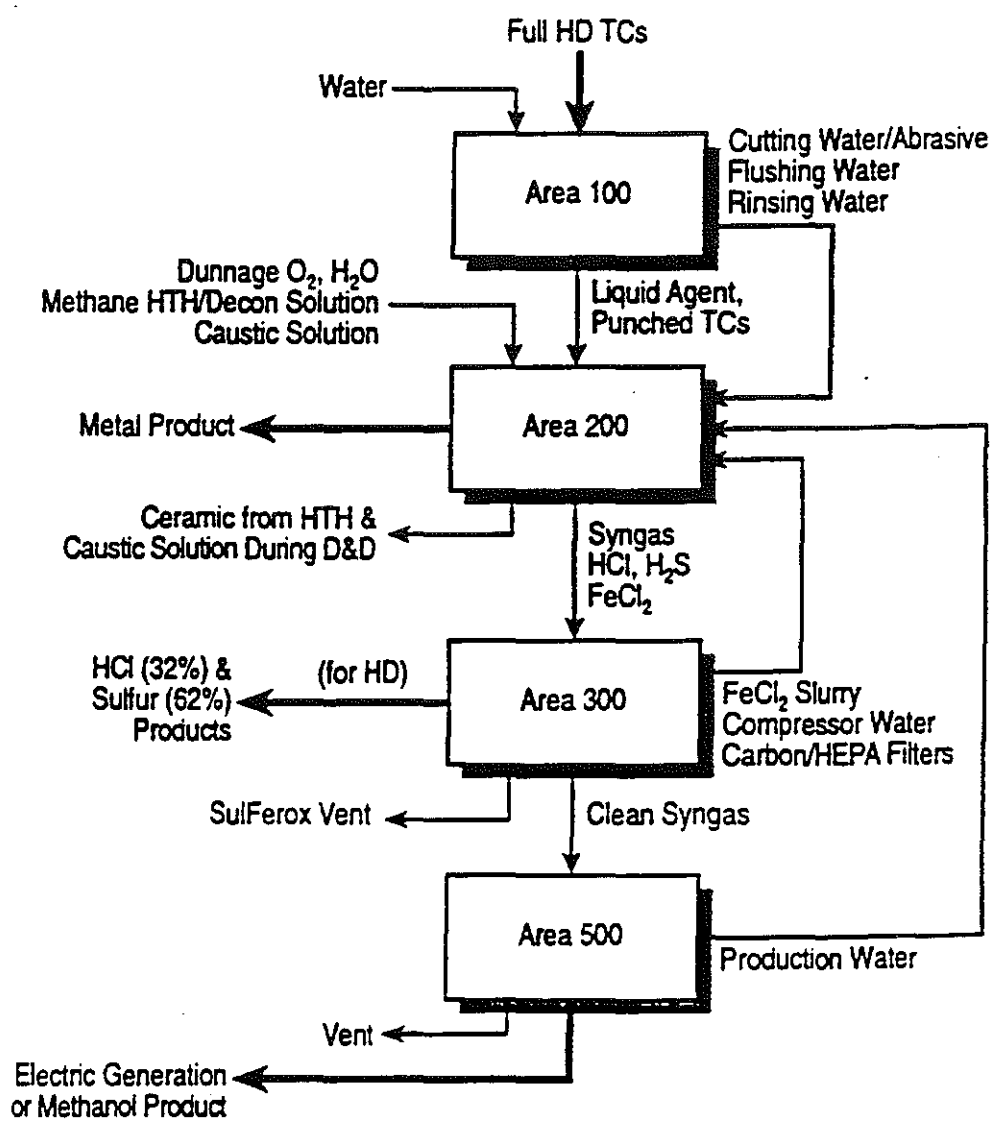 Full HD TCs
Water
Area 100
Cutting Water/Abrasive
Flushing Water
Rinsing Water
Dunnage O₂, H₂O
Methane HTH/Decon Solution
Caustic Solution
Liquid Agent,
Punched TCs
Area 200
Metal Product
Ceramic from HTH &
Caustic Solution During D&D
Syngas
HCl, H₂S
FeCl₂
HCl (32%) &
Sulfur (62%)
Products
(for HD)
Area 300
FeCl₂ Slurry
Compressor Water
Carbon/HEPA Filters
SulFerox Vent
Clean Syngas
Area 500
Production Water
Vent
Electric Generation
or Methanol Product